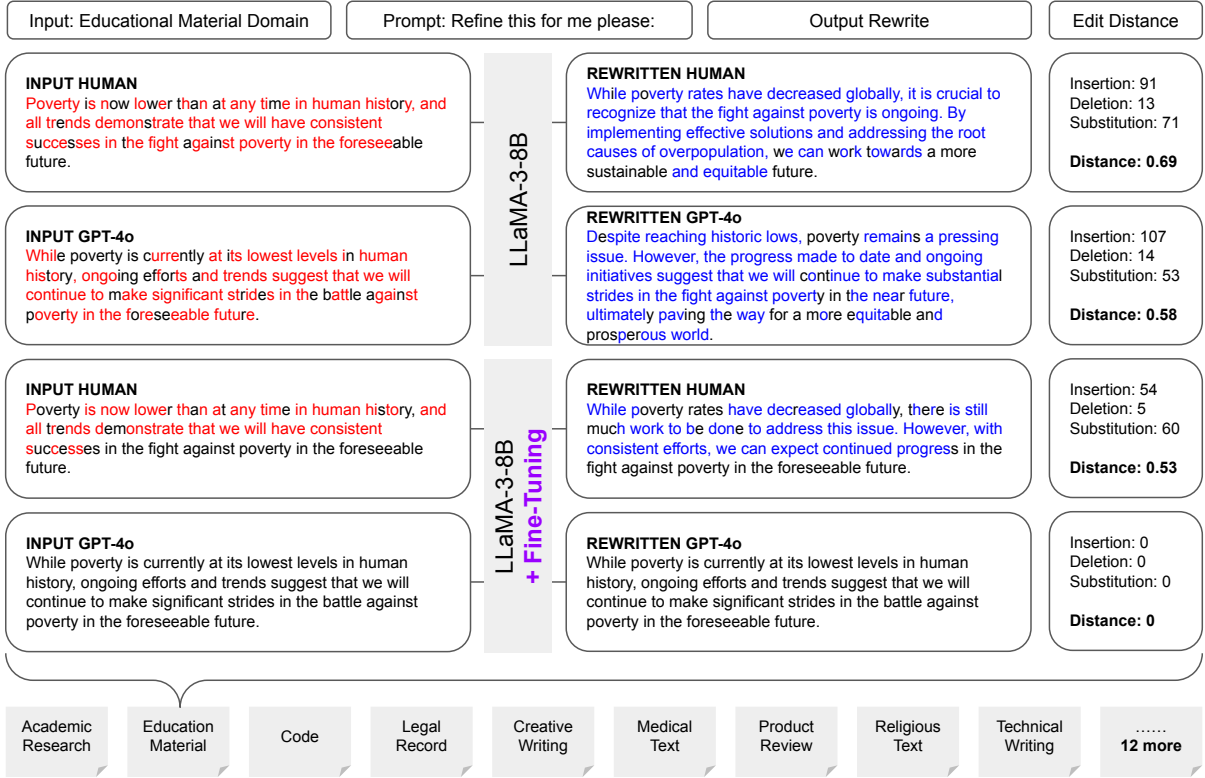 Input: Educational Material Domain
Prompt: Refine this for me please:
Output Rewrite
Edit Distance
INPUT HUMAN
Poverty is now lower than at any time in human history, and
all trends demonstrate that we will have consistent
successes in the fight against poverty in the foreseeable
future.
LLaMA-3-8B
REWRITTEN HUMAN
While poverty rates have decreased globally, it is crucial to
recognize that the fight against poverty is ongoing. By
implementing effective solutions and addressing the root
causes of overpopulation, we can work towards a more
sustainable and equitable future.
Insertion: 91
Deletion: 13
Substitution: 71
Distance: 0.69
INPUT GPT-4o
While poverty is currently at its lowest levels in human
history, ongoing efforts and trends suggest that we will
continue to make significant strides in the battle against
poverty in the foreseeable future.
REWRITTEN GPT-4o
Despite reaching historic lows, poverty remains a pressing
issue. However, the progress made to date and ongoing
initiatives suggest that we will continue to make substantial
strides in the fight against poverty in the near future,
ultimately paving the way for a more equitable and
prosperous world.
Insertion: 107
Deletion: 14
Substitution: 53
Distance: 0.58
INPUT HUMAN
Poverty is now lower than at any time in human history, and
all trends demonstrate that we will have consistent
successes in the fight against poverty in the foreseeable
future.
LLaMA-3-8B
+ Fine-Tuning
REWRITTEN HUMAN
While poverty rates have decreased globally, there is still
much work to be done to address this issue. However, with
consistent efforts, we can expect continued progress in the
fight against poverty in the foreseeable future.
Insertion: 54
Deletion: 5
Substitution: 60
Distance: 0.53
INPUT GPT-4o
While poverty is currently at its lowest levels in human
history, ongoing efforts and trends suggest that we will
continue to make significant strides in the battle against
poverty in the foreseeable future.
REWRITTEN GPT-4o
While poverty is currently at its lowest levels in human
history, ongoing efforts and trends suggest that we will
continue to make significant strides in the battle against
poverty in the foreseeable future.
Insertion: 0
Deletion: 0
Substitution: 0
Distance: 0
Academic
Research
Education
Material
Code
Legal
Record
Creative
Writing
Medical
Text
Product
Review
Religious
Text
Technical
Writing
……
12 more